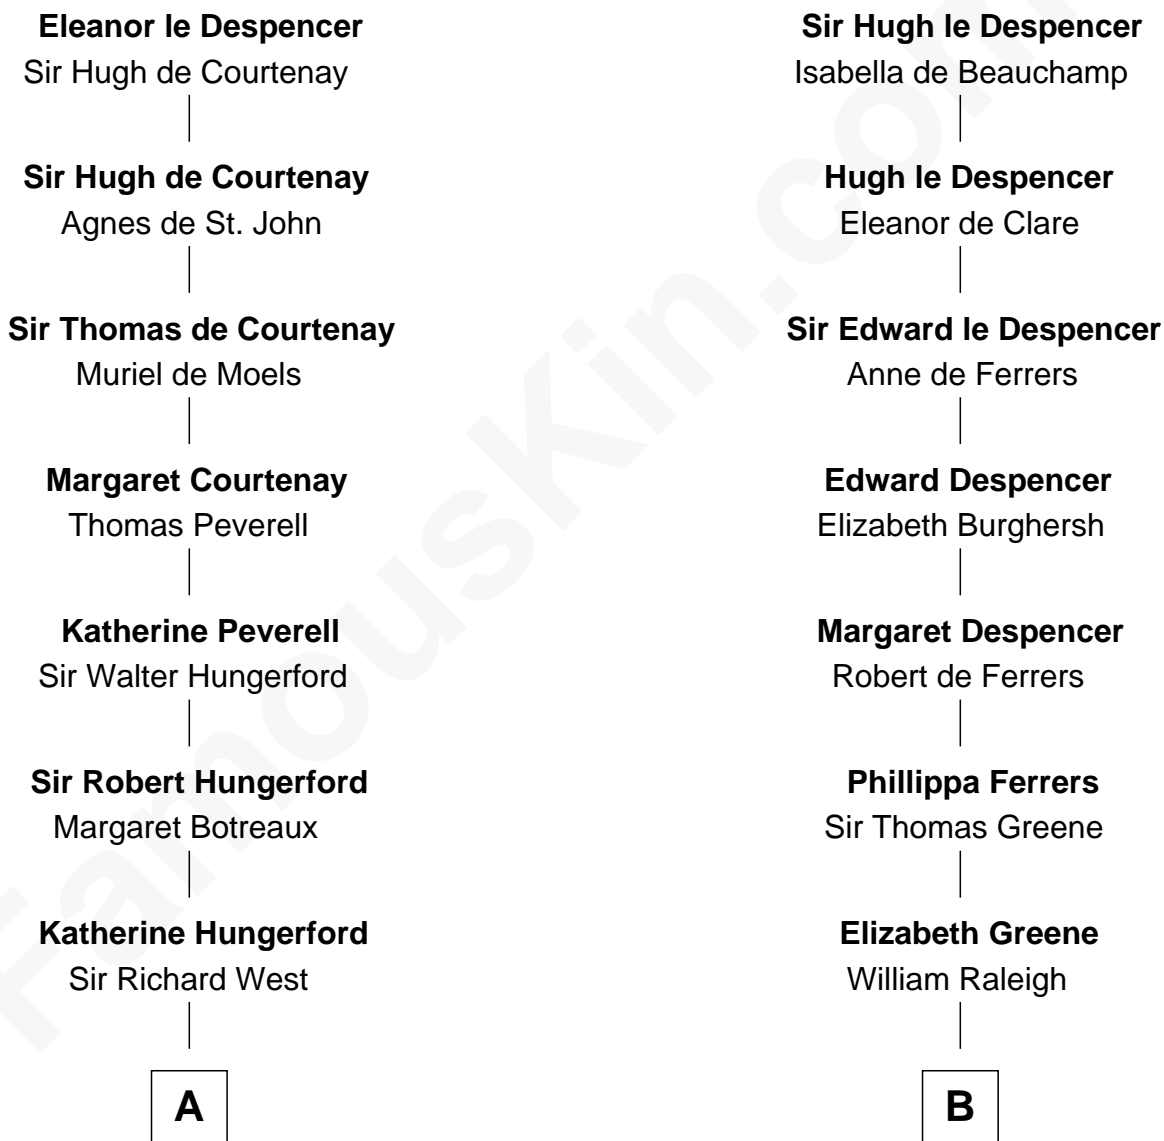 Eleanor le Despencer
Sir Hugh de Courtenay
Sir Hugh de Courtenay
Agnes de St. John
Sir Thomas de Courtenay
Muriel de Moels
Margaret Courtenay
Thomas Peverell
Katherine Peverell
Sir Walter Hungerford
Sir Robert Hungerford
Margaret Botreaux
Katherine Hungerford
Sir Richard West
A
Sir Hugh le Despencer
Isabella de Beauchamp
Hugh le Despencer
Eleanor de Clare
Sir Edward le Despencer
Anne de Ferrers
Edward Despencer
Elizabeth Burghersh
Margaret Despencer
Robert de Ferrers
Phillippa Ferrers
Sir Thomas Greene
Elizabeth Greene
William Raleigh
B
FamousKin.com